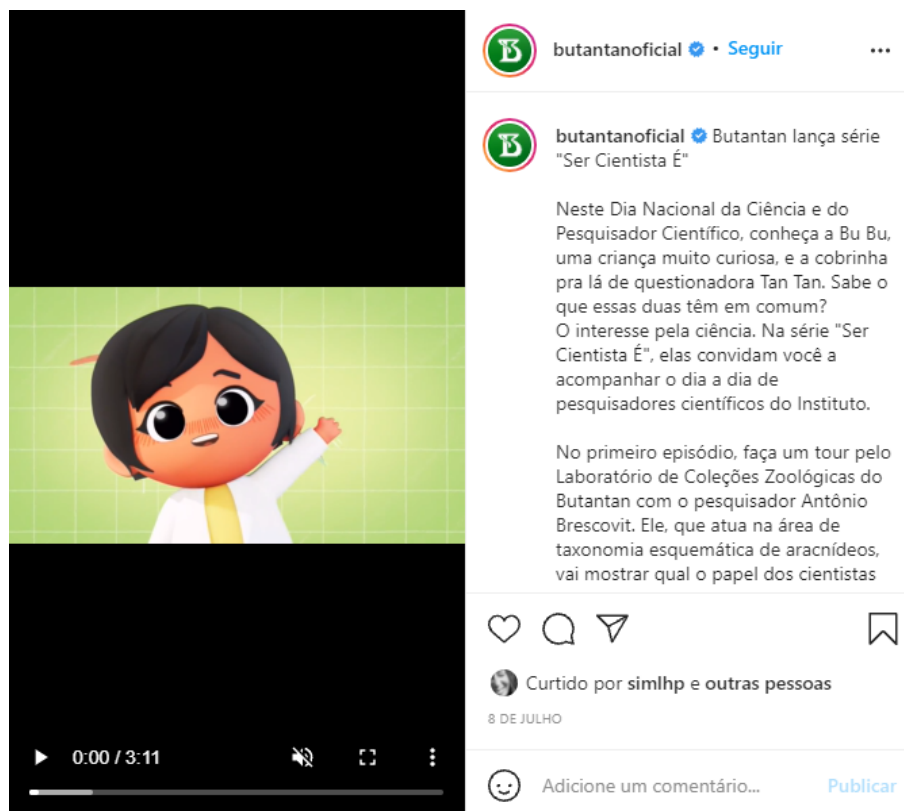 butantanoficial • Seguir
butantanoficial Butantan lança série
"Ser Cientista É"
Neste Dia Nacional da Ciência e do
Pesquisador Científico, conheça a Bu Bu,
uma criança muito curiosa, e a cobrinha
pra lá de questionadora Tan Tan. Sabe o
que essas duas têm em comum?
O interesse pela ciência. Na série "Ser
Cientista É", elas convidam você a
acompanhar o dia a dia de
pesquisadores científicos do Instituto.
No primeiro episódio, faça um tour pelo
Laboratório de Coleções Zoológicas do
Butantan com o pesquisador Antônio
Brescovit. Ele, que atua na área de
taxonomia esquemática de aracnídeos,
vai mostrar qual o papel dos cientistas
Curtido por simlhp e outras pessoas
8 DE JULHO
0:00 / 3:11
Adicione um comentário...
Publicar